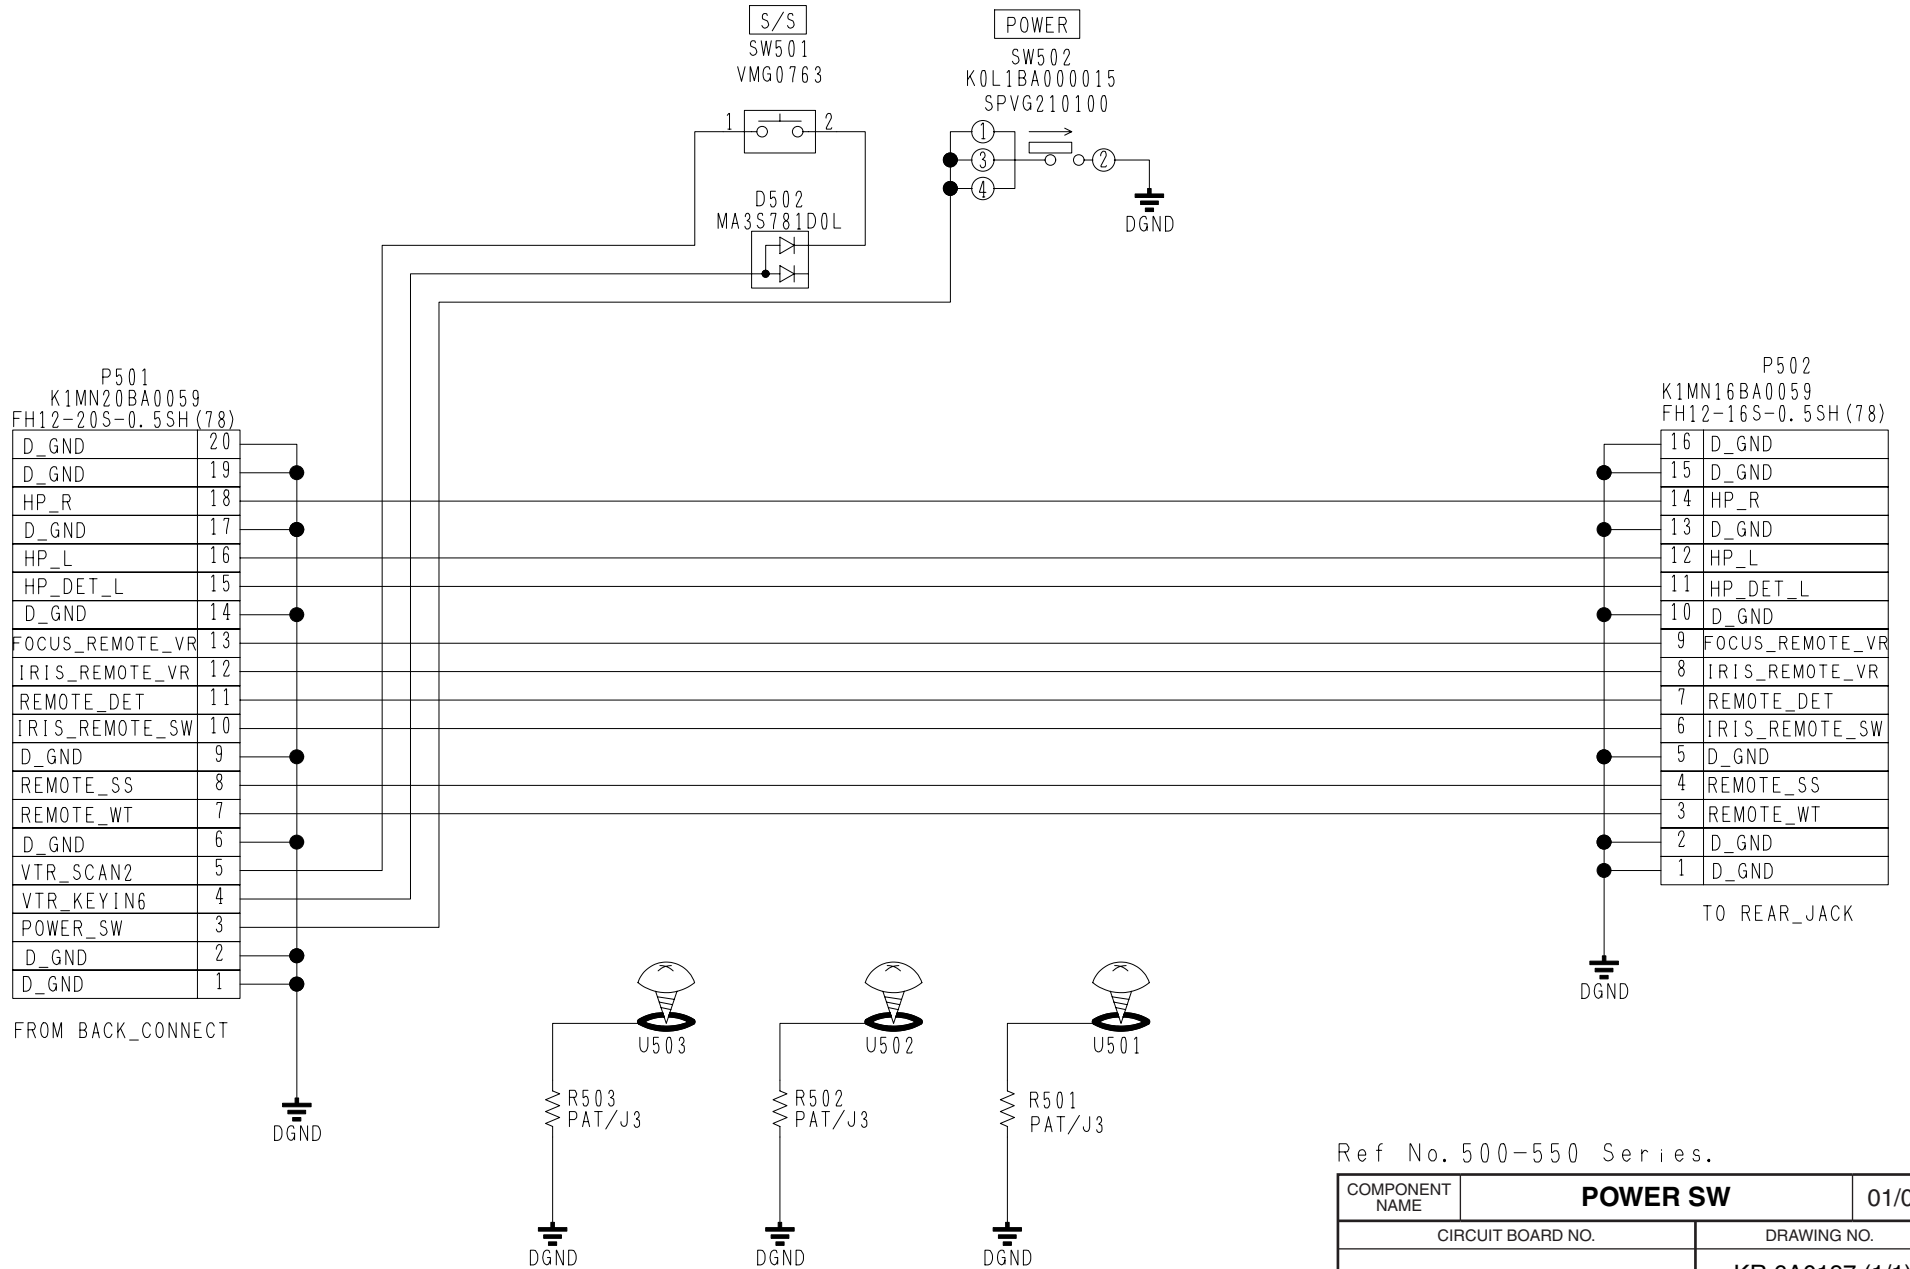 S/S
SW501
VMG0763
1 2
D502
MA3S781D0L
POWER
SW502
K0L1BA000015
SPVG210100
1
3 2
4
DGND
P501
K1MN20BA0059
FH12-20S-0.5SH(78)
D_GND 20
D_GND 19
HP_R 18
D_GND 17
HP_L 16
HP_DET_L 15
D_GND 14
FOCUS_REMOTE_VR 13
IRIS_REMOTE_VR 12
REMOTE_DET 11
IRIS_REMOTE_SW 10
D_GND 9
REMOTE_SS 8
REMOTE_WT 7
D_GND 6
VTR_SCAN2 5
VTR_KEYIN6 4
POWER_SW 3
D_GND 2
D_GND 1
FROM BACK_CONNECT
DGND
P502
K1MN16BA0059
FH12-16S-0.5SH(78)
16 D_GND
15 D_GND
14 HP_R
13 D_GND
12 HP_L
11 HP_DET_L
10 D_GND
9 FOCUS_REMOTE_VR
8 IRIS_REMOTE_VR
7 REMOTE_DET
6 IRIS_REMOTE_SW
5 D_GND
4 REMOTE_SS
3 REMOTE_WT
2 D_GND
1 D_GND
TO REAR_JACK
DGND
U503
R503
PAT/J3
DGND
U502
R502
PAT/J3
DGND
U501
R501
PAT/J3
DGND
Ref No.500-550 Series.
COMPONENT
NAME
POWER SW
01/0
CIRCUIT BOARD NO.
DRAWING NO.